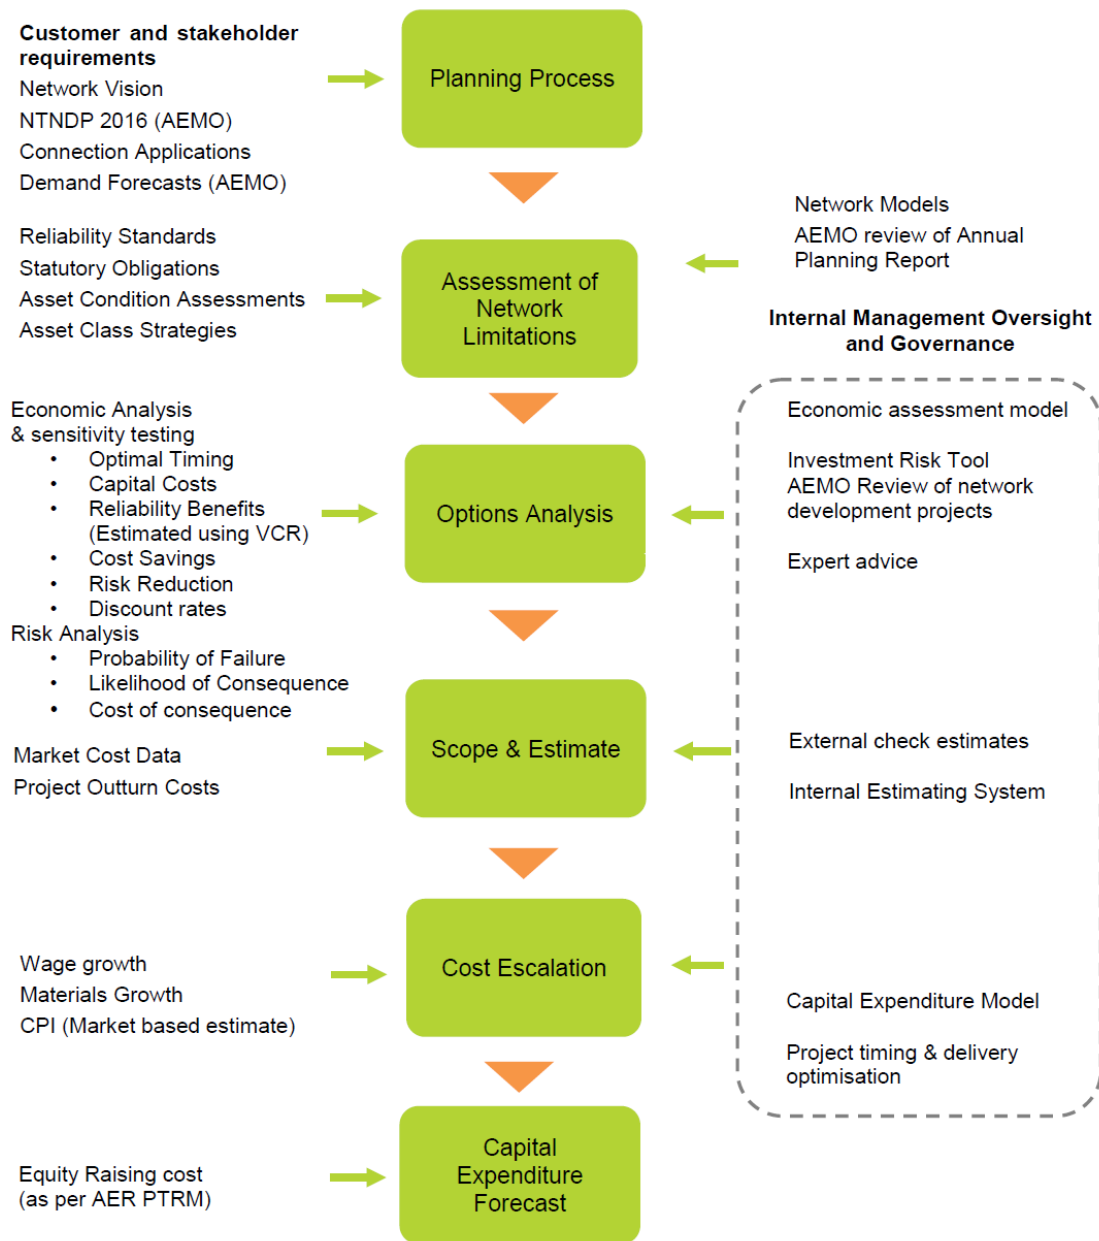 Customer and stakeholder
requirements
Network Vision
NTNDP 2016 (AEMO)
Connection Applications
Demand Forecasts (AEMO)
Planning Process
Reliability Standards
Statutory Obligations
Asset Condition Assessments
Asset Class Strategies
Assessment of
Network
Limitations
Network Models
AEMO review of Annual
Planning Report
Internal Management Oversight
and Governance
Economic Analysis
& sensitivity testing
• Optimal Timing
• Capital Costs
• Reliability Benefits
(Estimated using VCR)
• Cost Savings
• Risk Reduction
• Discount rates
Risk Analysis
• Probability of Failure
• Likelihood of Consequence
• Cost of consequence
Options Analysis
Economic assessment model
Investment Risk Tool
AEMO Review of network
development projects
Expert advice
Market Cost Data
Project Outturn Costs
Scope & Estimate
External check estimates
Internal Estimating System
Wage growth
Materials Growth
CPI (Market based estimate)
Cost Escalation
Capital Expenditure Model
Project timing & delivery
optimisation
Equity Raising cost
(as per AER PTRM)
Capital
Expenditure
Forecast